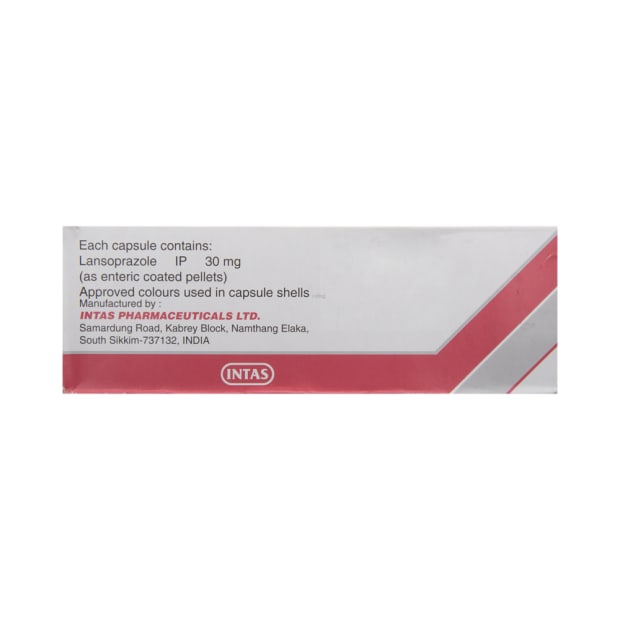 Each capsule contains:
Lansoprazole IP 30 mg
(as enteric coated pellets)
Approved colours used in capsule shells
Manufactured by :
INTAS PHARMACEUTICALS LTD.
Samardung Road, Kabrey Block, Namthang Elaka,
South Sikkim-737132, INDIA
INTAS